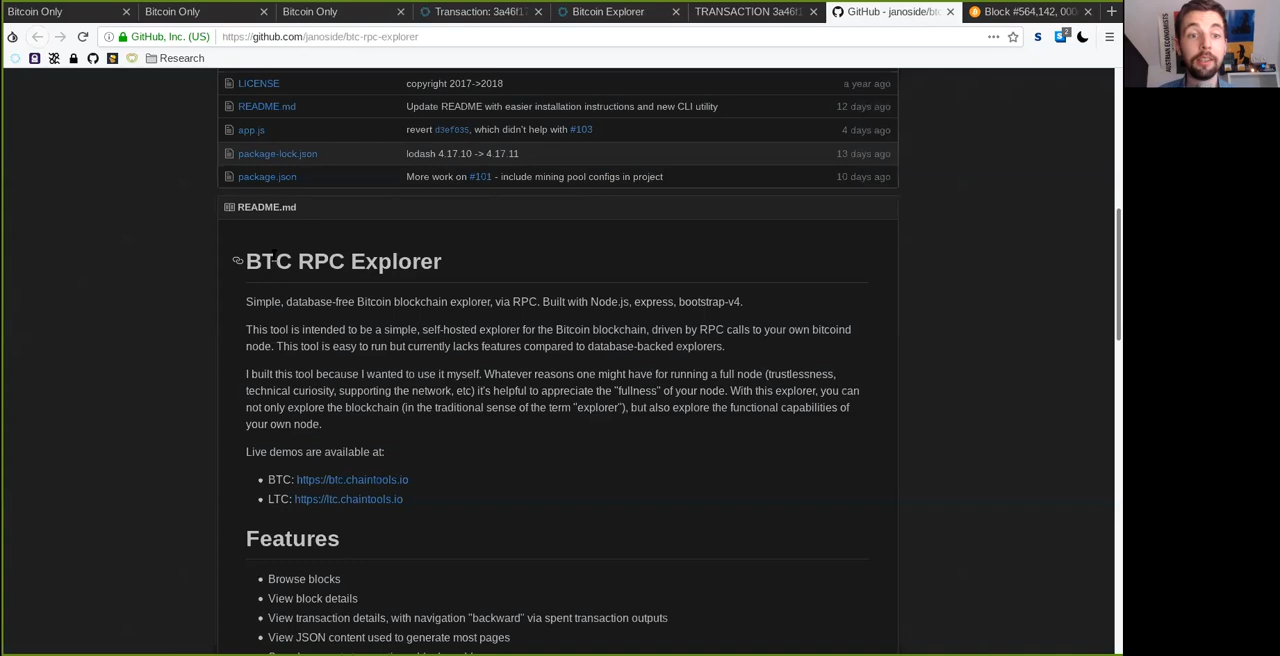 Bitcoin Only
Bitcoin Only
Bitcoin Only
Transaction: 3a46f17
Bitcoin Explorer
TRANSACTION 3a46f1
GitHub - janoside/btc
Block #564,142, 000
GitHub, Inc. (US)
https://github.com/janoside/btc-rpc-explorer
S
2
Research
AUSTRIAN ECONOMISTS
LICENSE copyright 2017->2018 a year ago
README.md Update README with easier installation instructions and new CLI utility 12 days ago
app.js revert d3ef035, which didn't help with #103 4 days ago
package-lock.json lodash 4.17.10 -> 4.17.11 13 days ago
package.json More work on #101 - include mining pool configs in project 10 days ago
README.md
BTC RPC Explorer
Simple, database-free Bitcoin blockchain explorer, via RPC. Built with Node.js, express, bootstrap-v4.
This tool is intended to be a simple, self-hosted explorer for the Bitcoin blockchain, driven by RPC calls to your own bitcoind
node. This tool is easy to run but currently lacks features compared to database-backed explorers.
I built this tool because I wanted to use it myself. Whatever reasons one might have for running a full node (trustlessness,
technical curiosity, supporting the network, etc) it's helpful to appreciate the "fullness" of your node. With this explorer, you can
not only explore the blockchain (in the traditional sense of the term "explorer"), but also explore the functional capabilities of
your own node.
Live demos are available at:
• BTC: https://btc.chaintools.io
• LTC: https://ltc.chaintools.io
Features
• Browse blocks
• View block details
• View transaction details, with navigation "backward" via spent transaction outputs
• View JSON content used to generate most pages